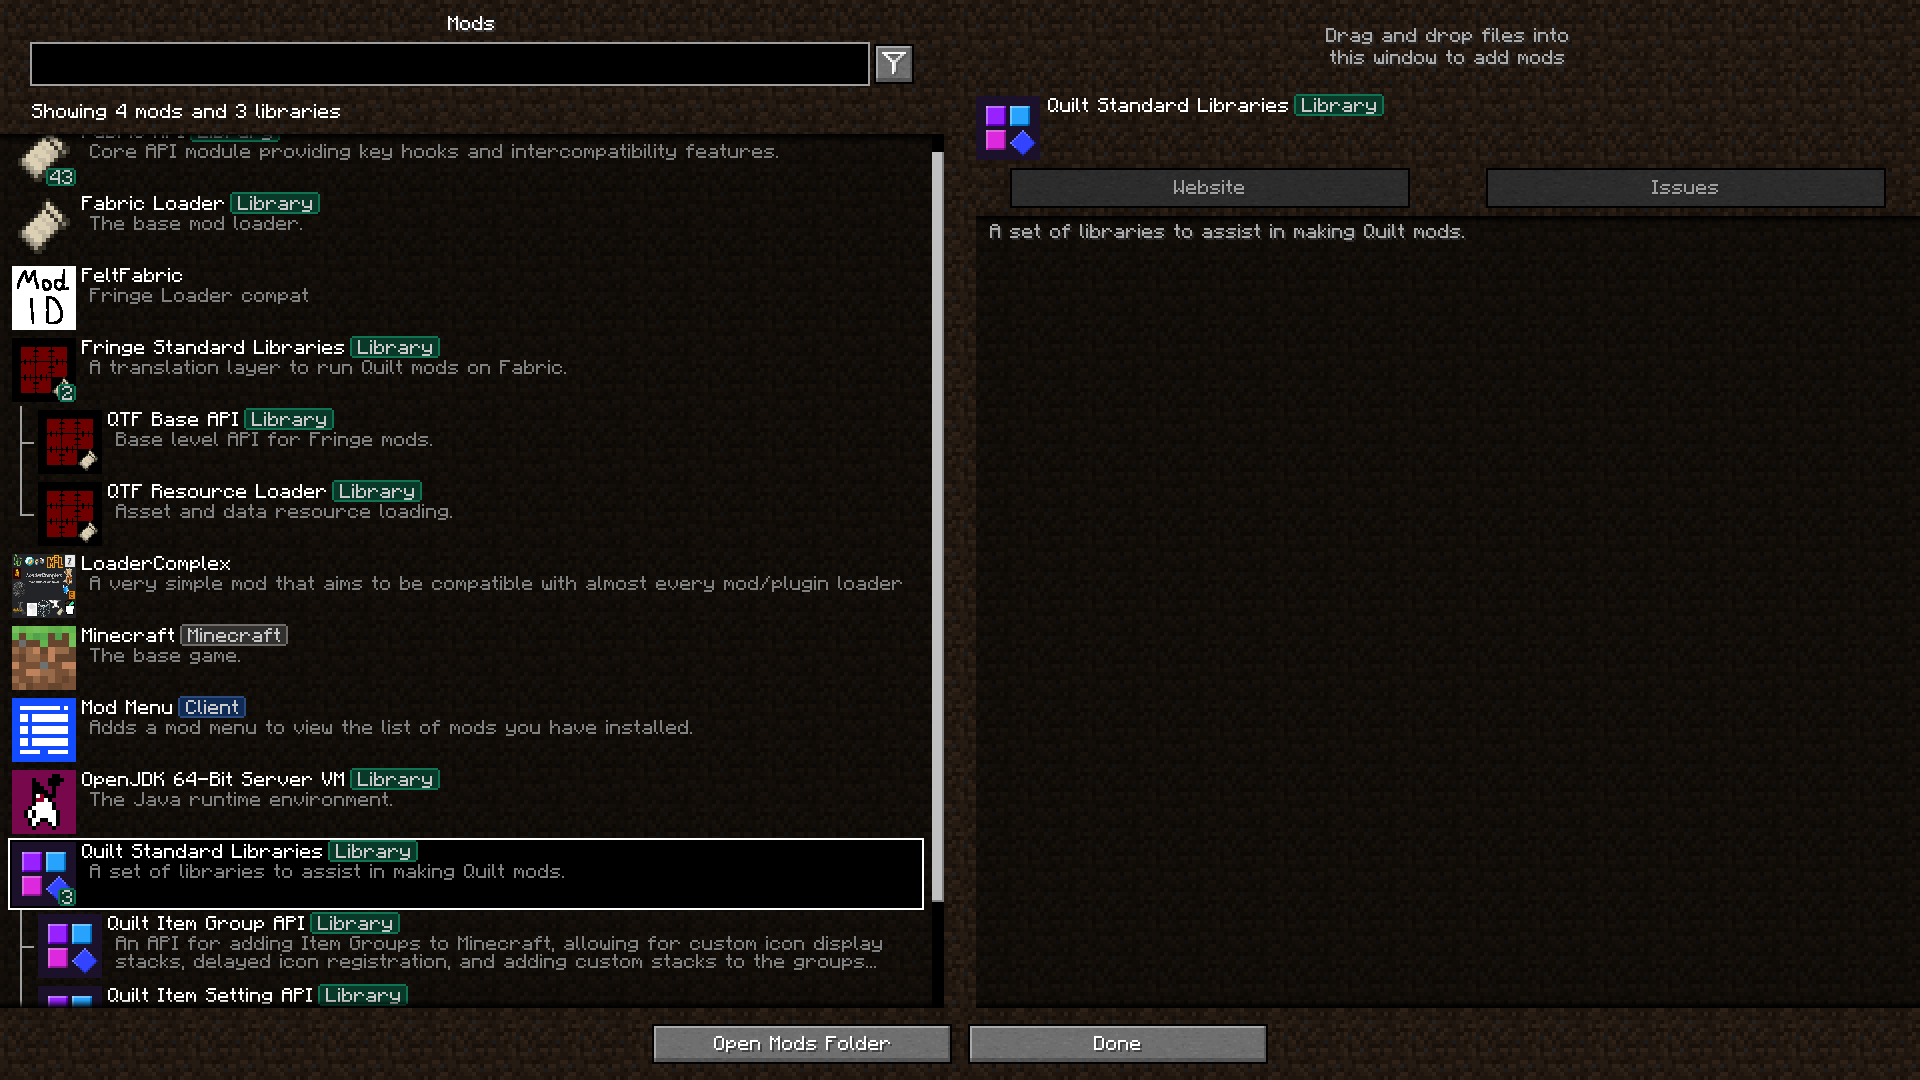 Mods
Drag and drop files into
this window to add mods
Showing 4 mods and 3 libraries
Fabric API Library
Core API module providing key hooks and intercompatibility features.
43
Fabric Loader Library
The base mod loader.
Mod
ID
FeltFabric
Fringe Loader compat
Fringe Standard Libraries Library
A translation layer to run Quilt mods on Fabric.
2
QTF Base API Library
Base level API for Fringe mods.
QTF Resource Loader Library
Asset and data resource loading.
LoaderComplex
A very simple mod that aims to be compatible with almost every mod/plugin loader
Minecraft Minecraft
The base game.
Mod Menu Client
Adds a mod menu to view the list of mods you have installed.
OpenJDK 64-Bit Server VM Library
The Java runtime environment.
Quilt Standard Libraries Library
A set of libraries to assist in making Quilt mods.
3
Quilt Item Group API Library
An API for adding Item Groups to Minecraft, allowing for custom icon display
stacks, delayed icon registration, and adding custom stacks to the groups...
Quilt Item Setting API Library
Quilt Standard Libraries Library
Website
Issues
A set of libraries to assist in making Quilt mods.
Open Mods Folder
Done